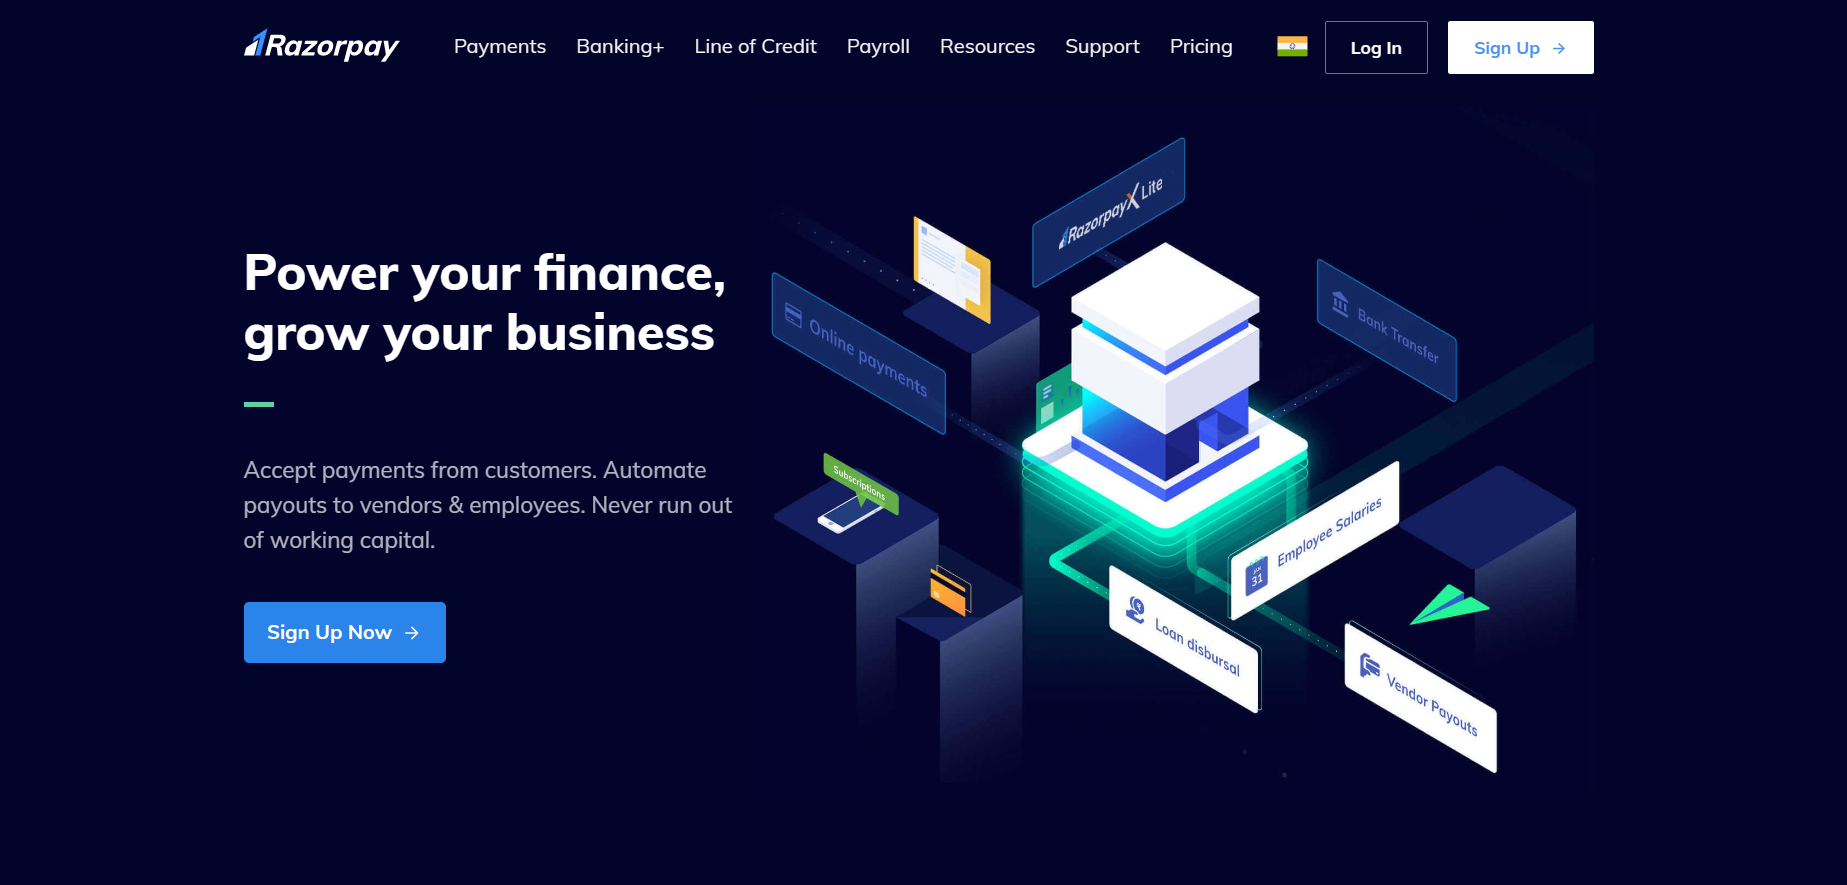 Razorpay
Payments
Banking+
Line of Credit
Payroll
Resources
Support
Pricing
Log In
Sign Up
Power your finance,
grow your business
Accept payments from customers. Automate
payouts to vendors & employees. Never run out
of working capital.
Sign Up Now
RazorpayX Lite
Online payments
Bank Transfer
Subscriptions
JAN
31
Employee Salaries
Loan disbursal
Vendor Payouts